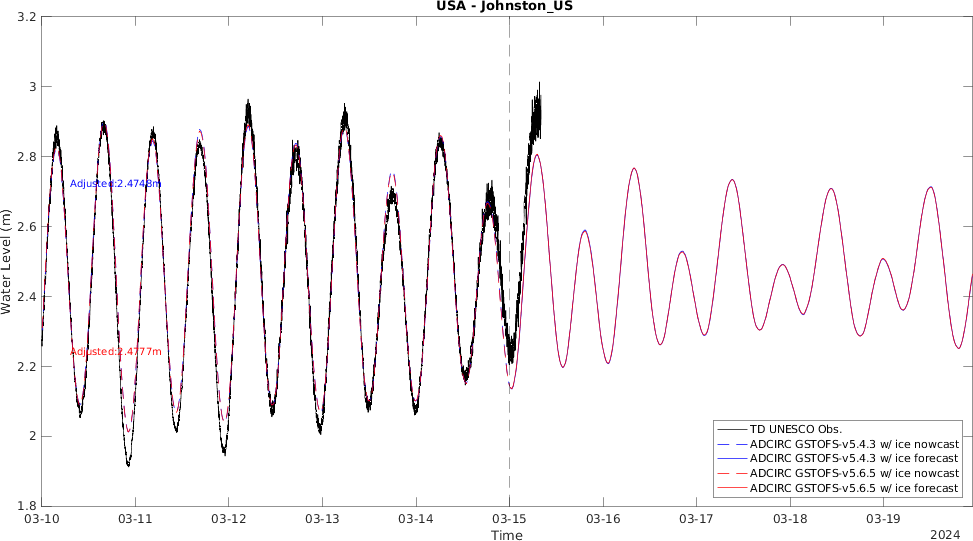 USA - Johnston_US
3.2
3
2.8
2.6
2.4
2.2
2
1.8
Water Level (m)
Adjusted:2.4748m
Adjusted:2.4777m
TD UNESCO Obs.
ADCIRC GSTOFS-v5.4.3 w/ ice nowcast
ADCIRC GSTOFS-v5.4.3 w/ ice forecast
ADCIRC GSTOFS-v5.6.5 w/ ice nowcast
ADCIRC GSTOFS-v5.6.5 w/ ice forecast
03-10 03-11 03-12 03-13 03-14 03-15 03-16 03-17 03-18 03-19
Time
2024